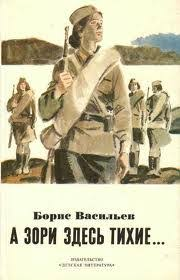 Борис Васильев
А ЗОРИ ЗДЕСЬ ТИХИЕ...
ИЗДАТЕЛЬСТВО
«ДЕТСКАЯ ЛИТЕРАТУРА»